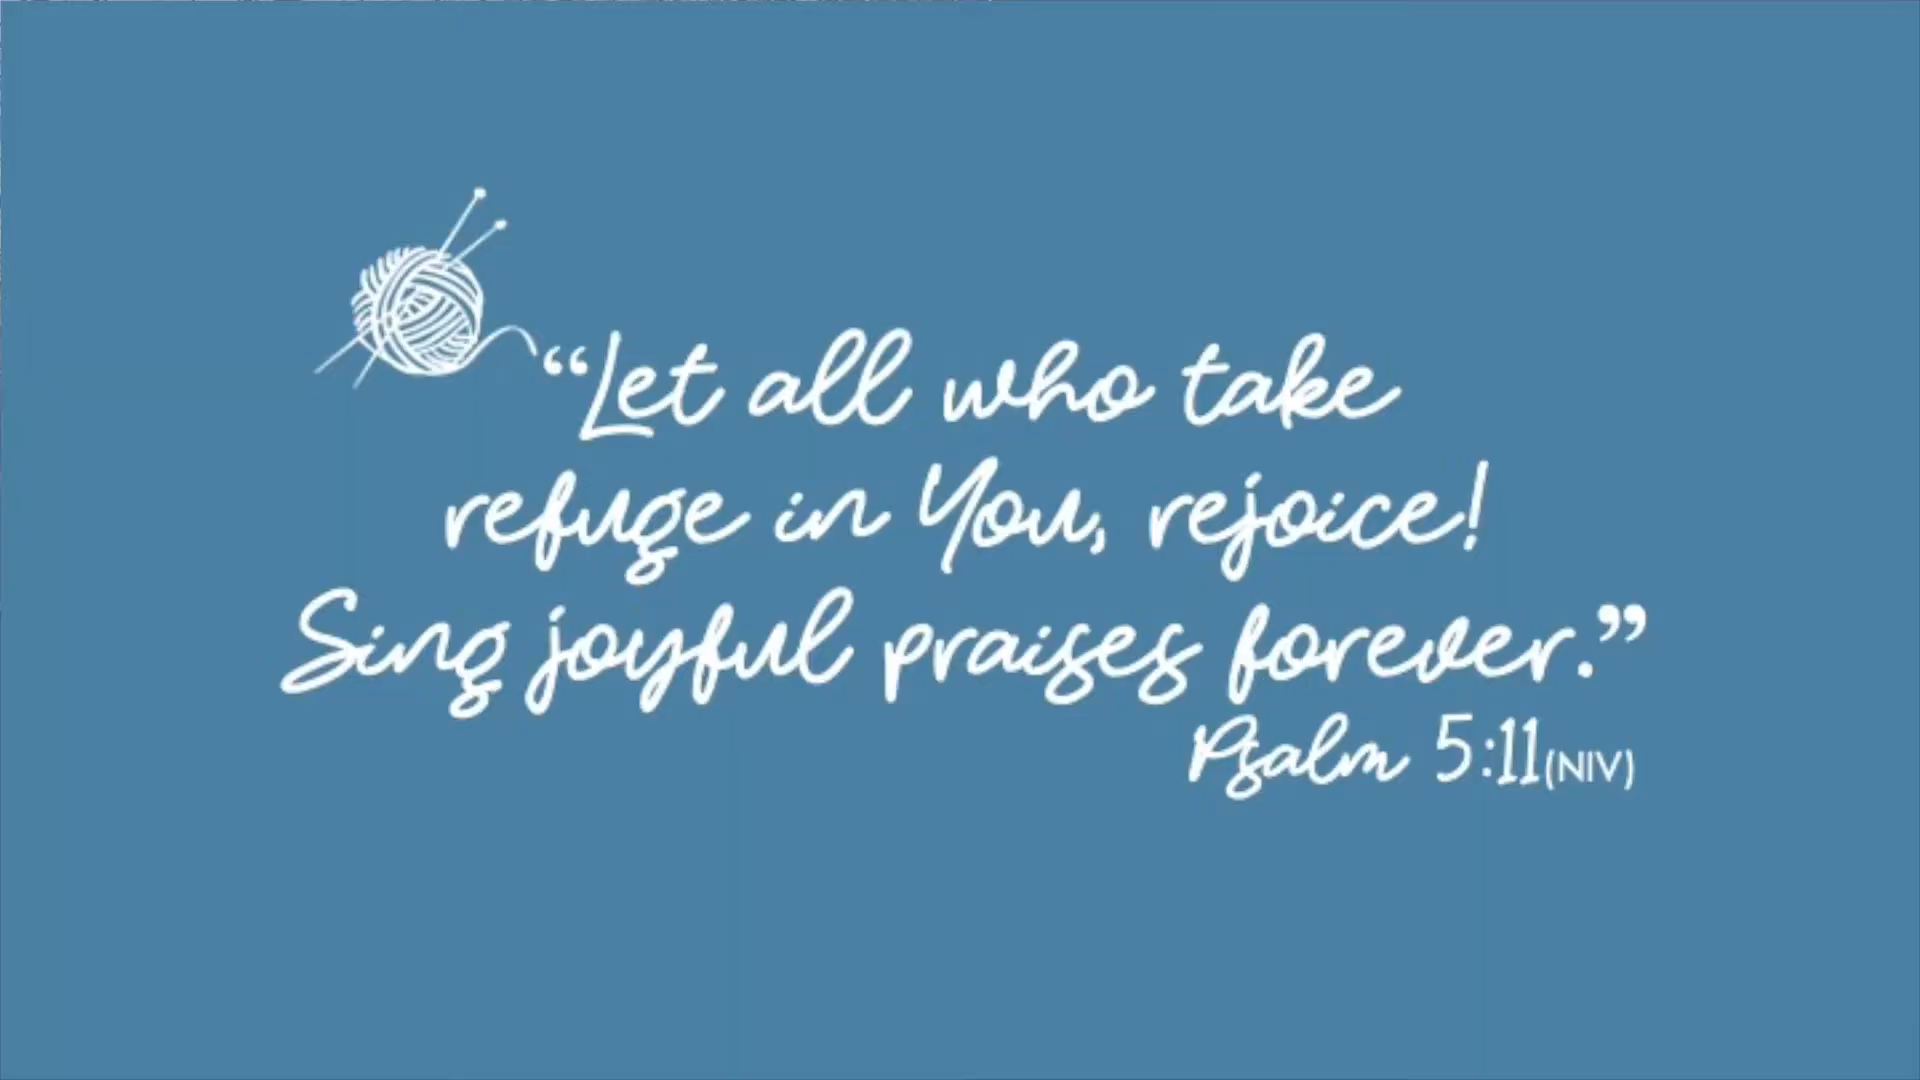 “Let all who take
refuge in You, rejoice!
Sing joyful praises forever.”
Psalm 5:11(NIV)